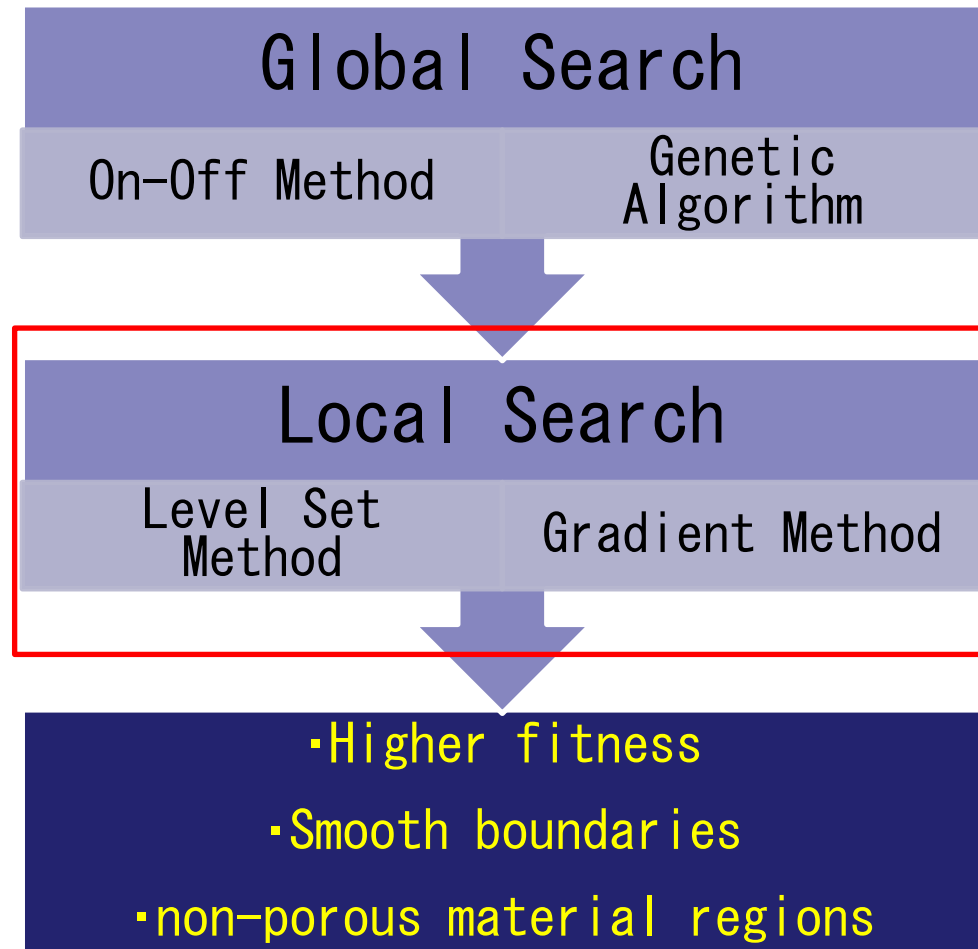 Global Search
On-Off Method
Genetic
Algorithm
Local Search
Level Set
Method
Gradient Method
･Higher fitness
･Smooth boundaries
･non-porous material regions